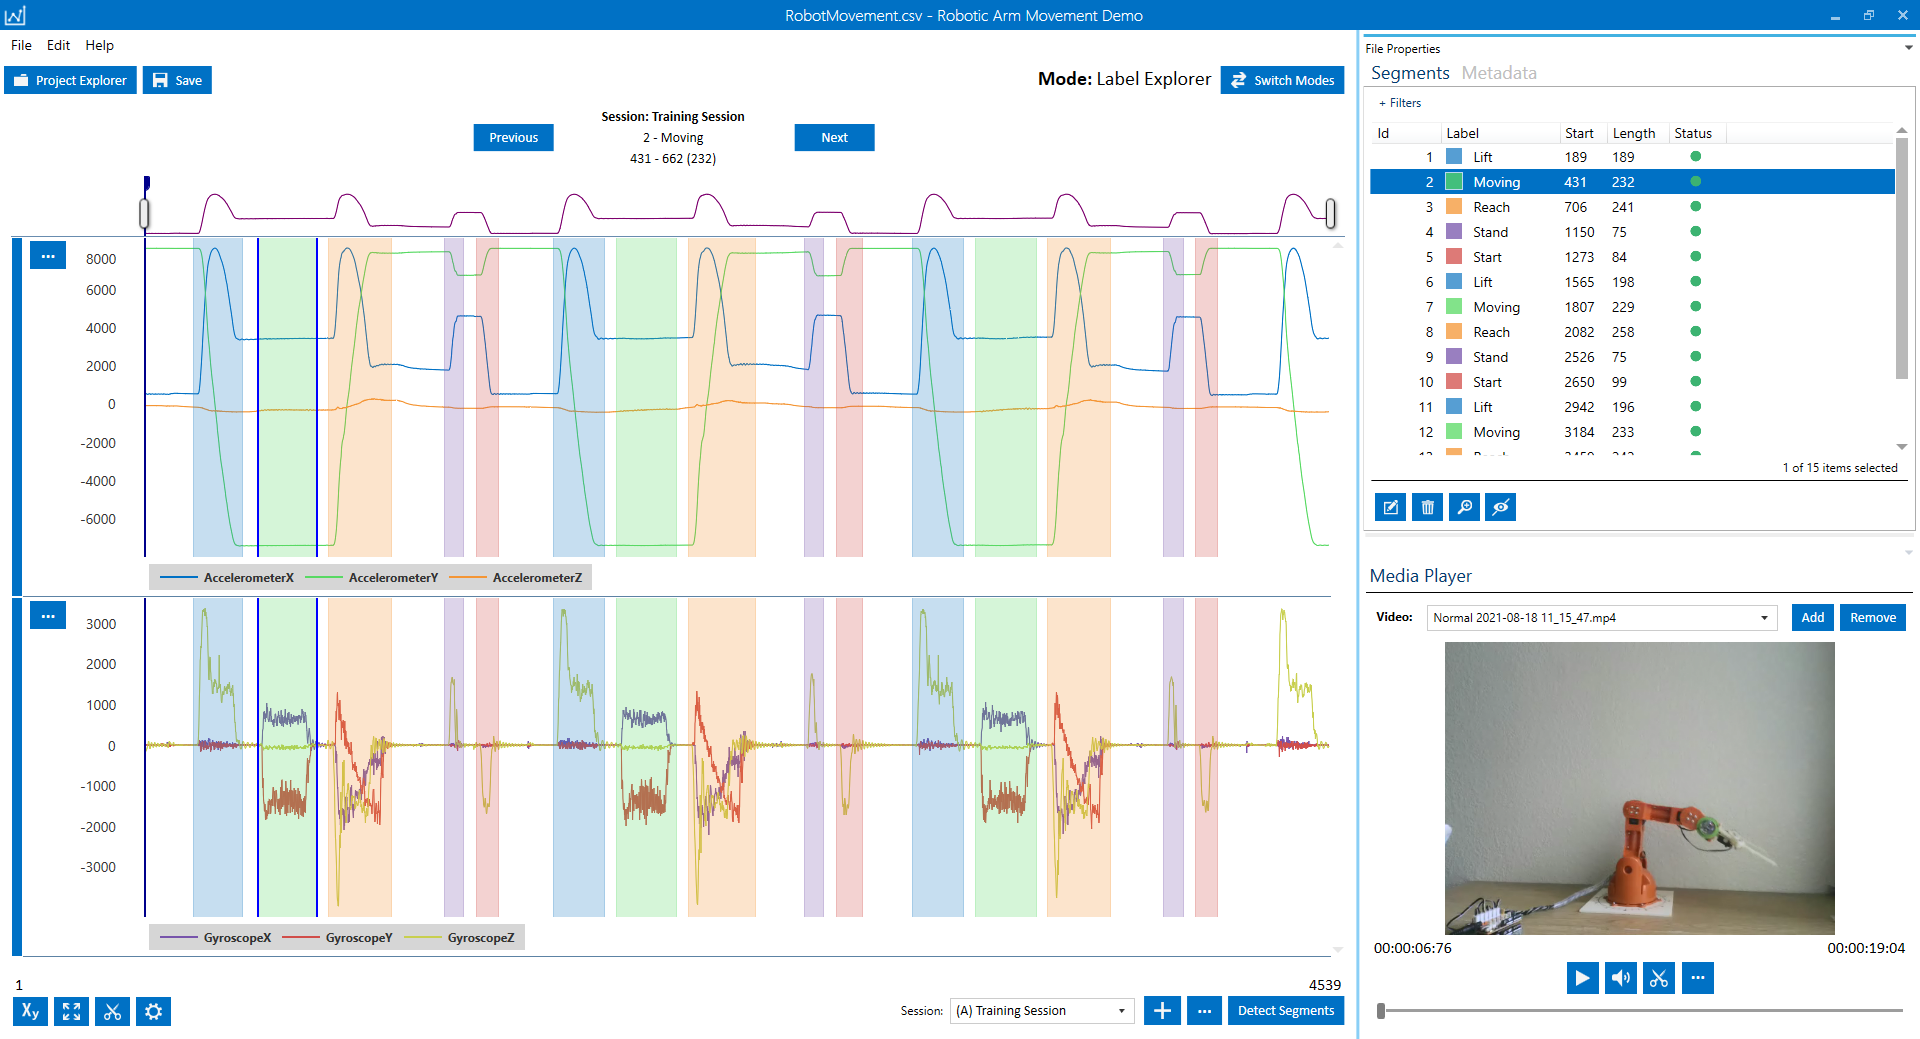 RobotMovement.csv - Robotic Arm Movement Demo
File Edit Help
Project Explorer Save
Mode: Label Explorer Switch Modes
Session: Training Session
Previous 2 - Moving Next
431 - 662 (232)
...
8000
6000
4000
2000
0
-2000
-4000
-6000
AccelerometerX AccelerometerY AccelerometerZ
...
3000
2000
1000
0
-1000
-2000
-3000
GyroscopeX GyroscopeY GyroscopeZ
1 4539
Xy
Session: (A) Training Session + ... Detect Segments
File Properties
Segments Metadata
+ Filters
Id Label Start Length Status
1 Lift 189 189
2 Moving 431 232
3 Reach 706 241
4 Stand 1150 75
5 Start 1273 84
6 Lift 1565 198
7 Moving 1807 229
8 Reach 2082 258
9 Stand 2526 75
10 Start 2650 99
11 Lift 2942 196
12 Moving 3184 233
1 of 15 items selected
Media Player
Video: Normal 2021-08-18 11_15_47.mp4 Add Remove
00:00:06:76 00:00:19:04
...